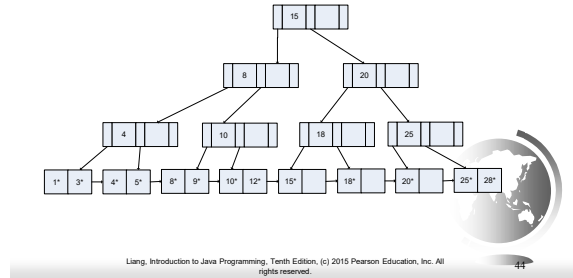 15
8 20
4 10 18 25
1* 3* 4* 5* 8* 9* 10* 12* 15* 18* 20* 25* 28*
Liang, Introduction to Java Programming, Tenth Edition, (c) 2015 Pearson Education, Inc. All
rights reserved.
44